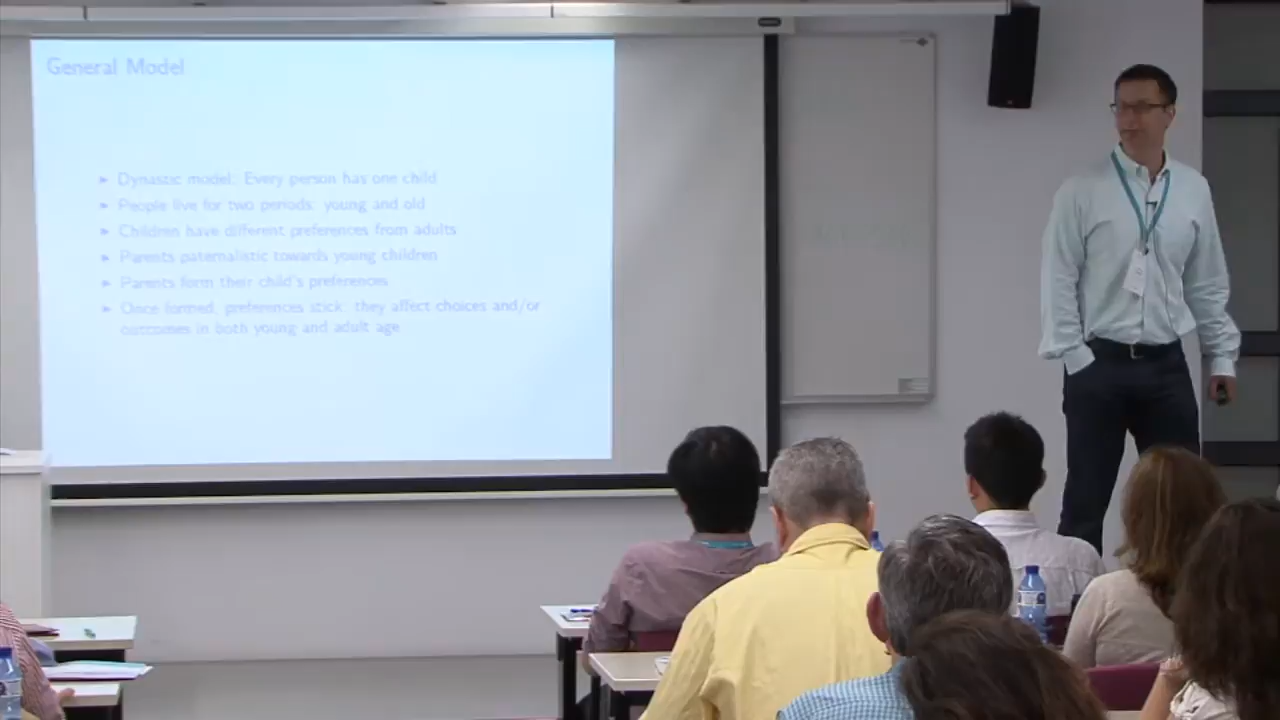 General Model
► Dynastic model: Every person has one child
► People live for two periods: young and old
► Children have different preferences from adults
► Parents paternalistic towards young children
► Parents form their child's preferences
► Once formed, preferences stick: they affect choices and/or
outcomes in both young and adult age